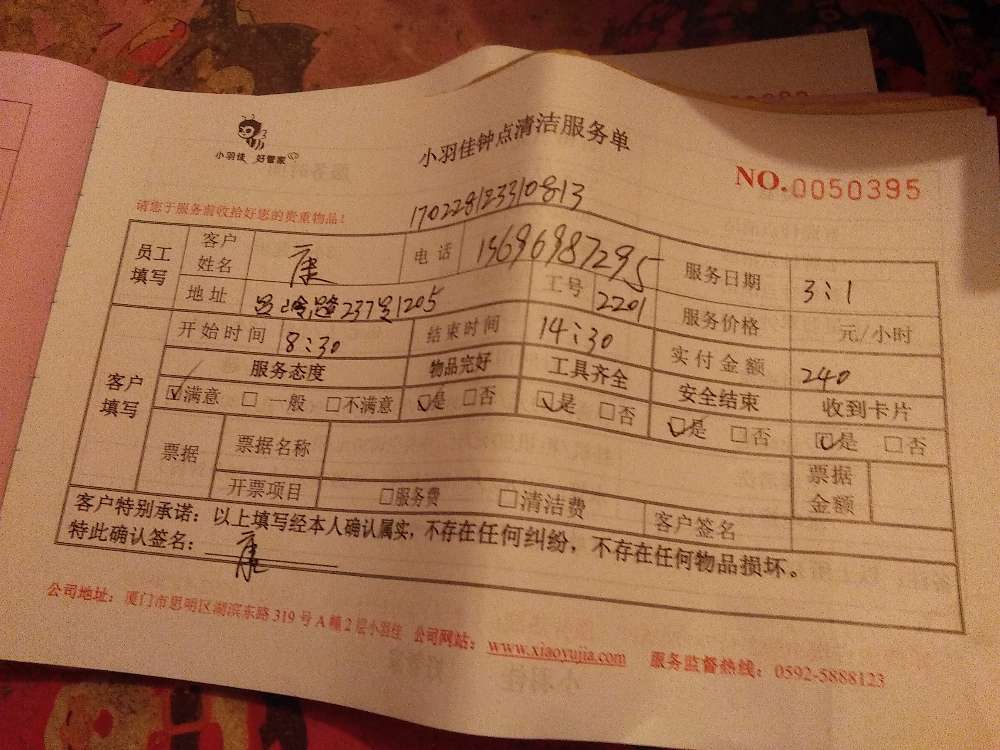 小羽佳 好管家
小羽佳钟点清洁服务单
NO.0050395
请您于服务前收拾好您的贵重物品!
170228123310813
员工填写 客户姓名 康 电话 15696987295 服务日期 3:1
地址 237号1205 工号 2201 服务价格 元/小时
客户填写 开始时间 8:30 结束时间 14:30 实付金额 240
服务态度 物品完好 工具齐全 安全结束 收到卡片
☑满意 □一般 □不满意 ☑是 □否 ☑是 □否 ☑是 □否 ☑是 □否
票据 票据名称 票据金额
开票项目 □服务费 □清洁费 客户签名
客户特别承诺:以上填写经本人确认属实,不存在任何纠纷,不存在任何物品损坏。
特此确认签名: 康
公司地址:厦门市思明区湖滨东路319号A幢2层小羽佳 公司网站:www.xiaoyujia.com 服务监督热线:0592-5888123